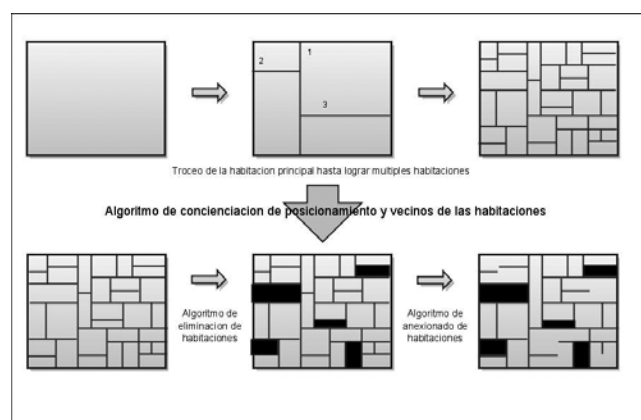 1
2
3
Troceo de la habitacion principal hasta lograr multiples habitaciones
Algoritmo de concienciacion de posicionamiento y vecinos de las habitaciones
Algoritmo de
eliminacion de
habitaciones
Algoritmo de
anexionado de
habitaciones